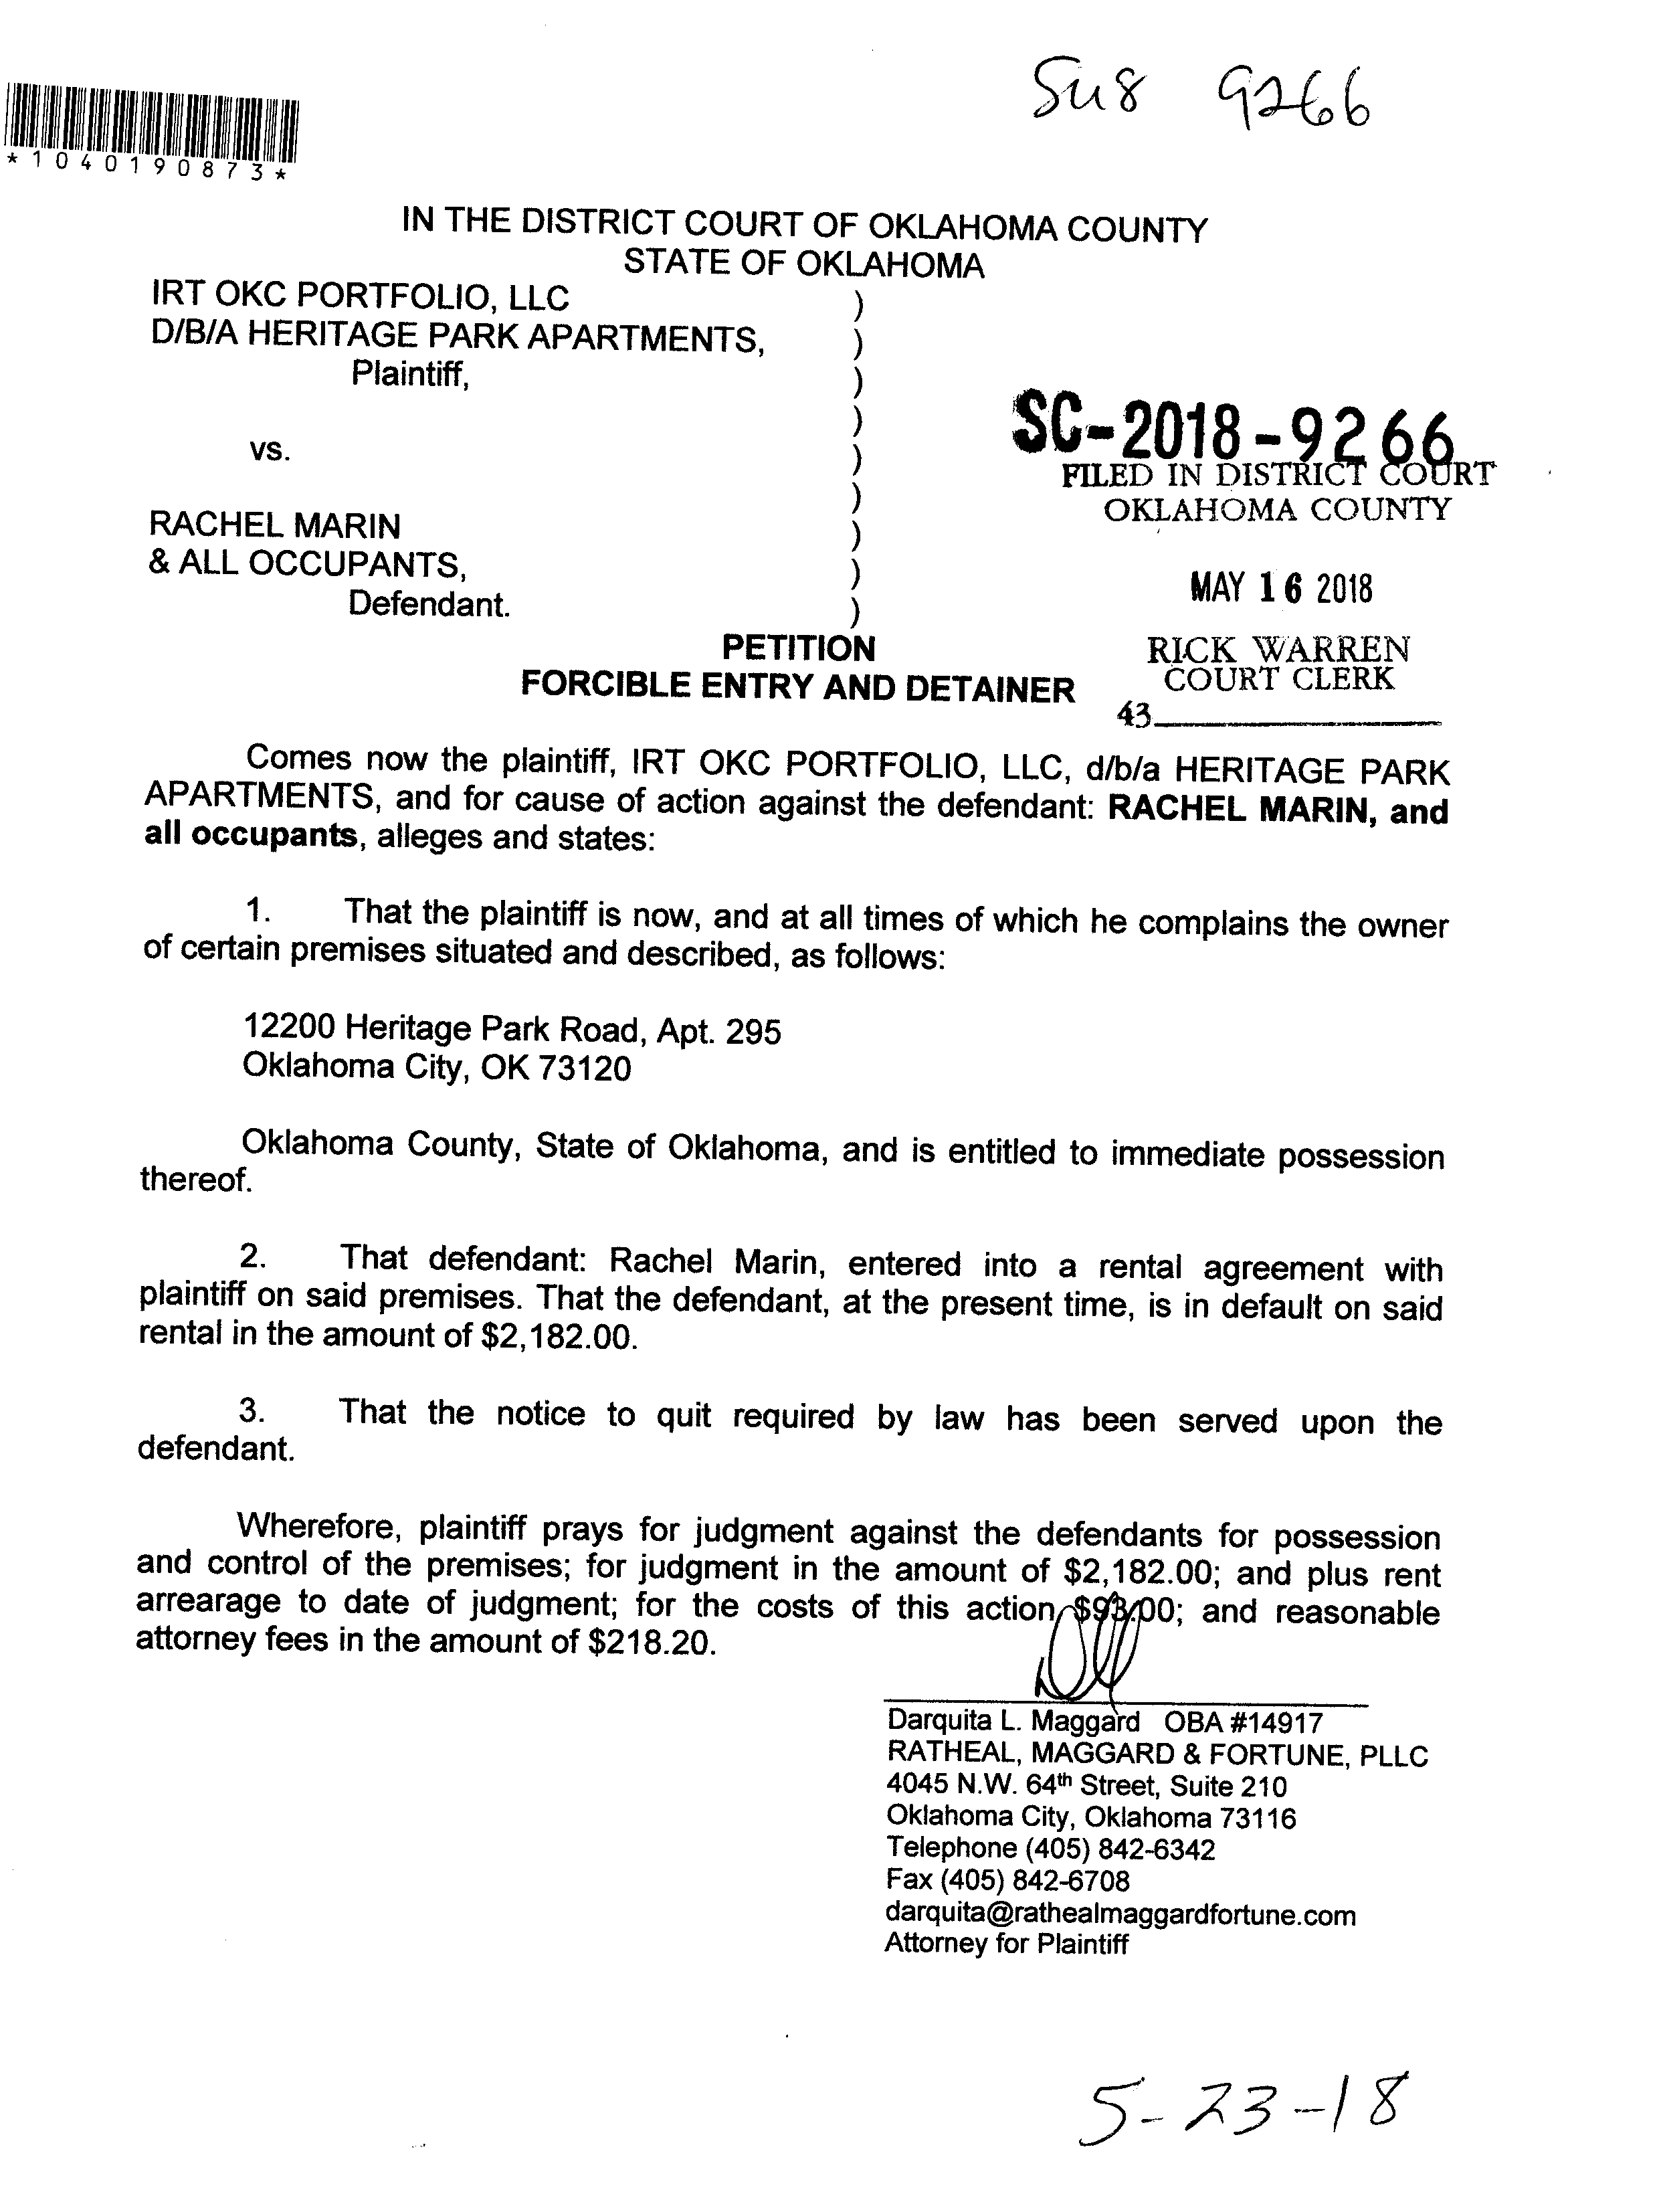 Su8 9266
*1040190873*
IN THE DISTRICT COURT OF OKLAHOMA COUNTY
STATE OF OKLAHOMA
IRT OKC PORTFOLIO, LLC )
D/B/A HERITAGE PARK APARTMENTS, )
Plaintiff, )
)
vs. )
)
RACHEL MARIN )
& ALL OCCUPANTS, )
Defendant. )
SC-2018-9266
FILED IN DISTRICT COURT
OKLAHOMA COUNTY
MAY 16 2018
RICK WARREN
COURT CLERK
43
PETITION
FORCIBLE ENTRY AND DETAINER
Comes now the plaintiff, IRT OKC PORTFOLIO, LLC, d/b/a HERITAGE PARK
APARTMENTS, and for cause of action against the defendant: RACHEL MARIN, and
all occupants, alleges and states:
1. That the plaintiff is now, and at all times of which he complains the owner
of certain premises situated and described, as follows:
12200 Heritage Park Road, Apt. 295
Oklahoma City, OK 73120
Oklahoma County, State of Oklahoma, and is entitled to immediate possession
thereof.
2. That defendant: Rachel Marin, entered into a rental agreement with
plaintiff on said premises. That the defendant, at the present time, is in default on said
rental in the amount of $2,182.00.
3. That the notice to quit required by law has been served upon the
defendant.
Wherefore, plaintiff prays for judgment against the defendants for possession
and control of the premises; for judgment in the amount of $2,182.00; and plus rent
arrearage to date of judgment; for the costs of this action $93.00; and reasonable
attorney fees in the amount of $218.20.
Darquita L. Maggard OBA #14917
RATHEAL, MAGGARD & FORTUNE, PLLC
4045 N.W. 64th Street, Suite 210
Oklahoma City, Oklahoma 73116
Telephone (405) 842-6342
Fax (405) 842-6708
darquita@rathealmaggardfortune.com
Attorney for Plaintiff
5-23-18